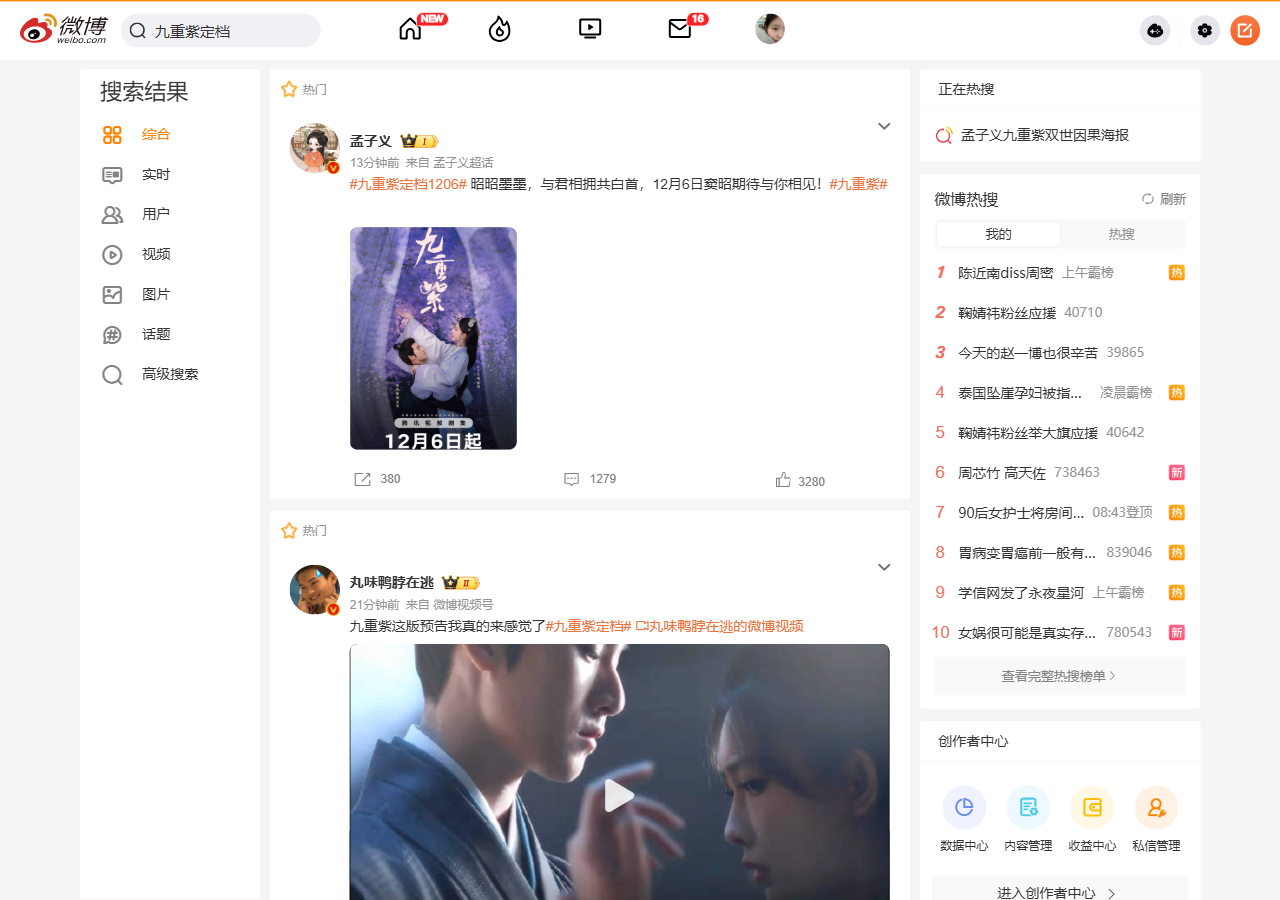 微博
weibo.com
九重紫定档
NEW
16
搜索结果
综合
实时
用户
视频
图片
话题
高级搜索
热门
孟子义
I
13分钟前 来自 孟子义超话
#九重紫定档1206# 昭昭墨墨，与君相拥共白首，12月6日窦昭期待与你相见！#九重紫#
九重紫
腾讯视频剧集
12月6日起
380
1279
3280
热门
丸味鸭脖在逃
II
21分钟前 来自 微博视频号
九重紫这版预告我真的来感觉了#九重紫定档# 丸味鸭脖在逃的微博视频
正在热搜
孟子义九重紫双世因果海报
微博热搜
刷新
我的
热搜
1 陈近南diss周密 上午霸榜 热
2 鞠婧祎粉丝应援 40710
3 今天的赵一博也很辛苦 39865
4 泰国坠崖孕妇被指... 凌晨霸榜 热
5 鞠婧祎粉丝举大旗应援 40642
6 周芯竹 高天佐 738463 新
7 90后女护士将房间... 08:43登顶 热
8 胃病变胃癌前一般有... 839046 热
9 学信网发了永夜星河 上午霸榜 热
10 女娲很可能是真实存... 780543 新
查看完整热搜榜单
创作者中心
数据中心
内容管理
收益中心
私信管理
进入创作者中心